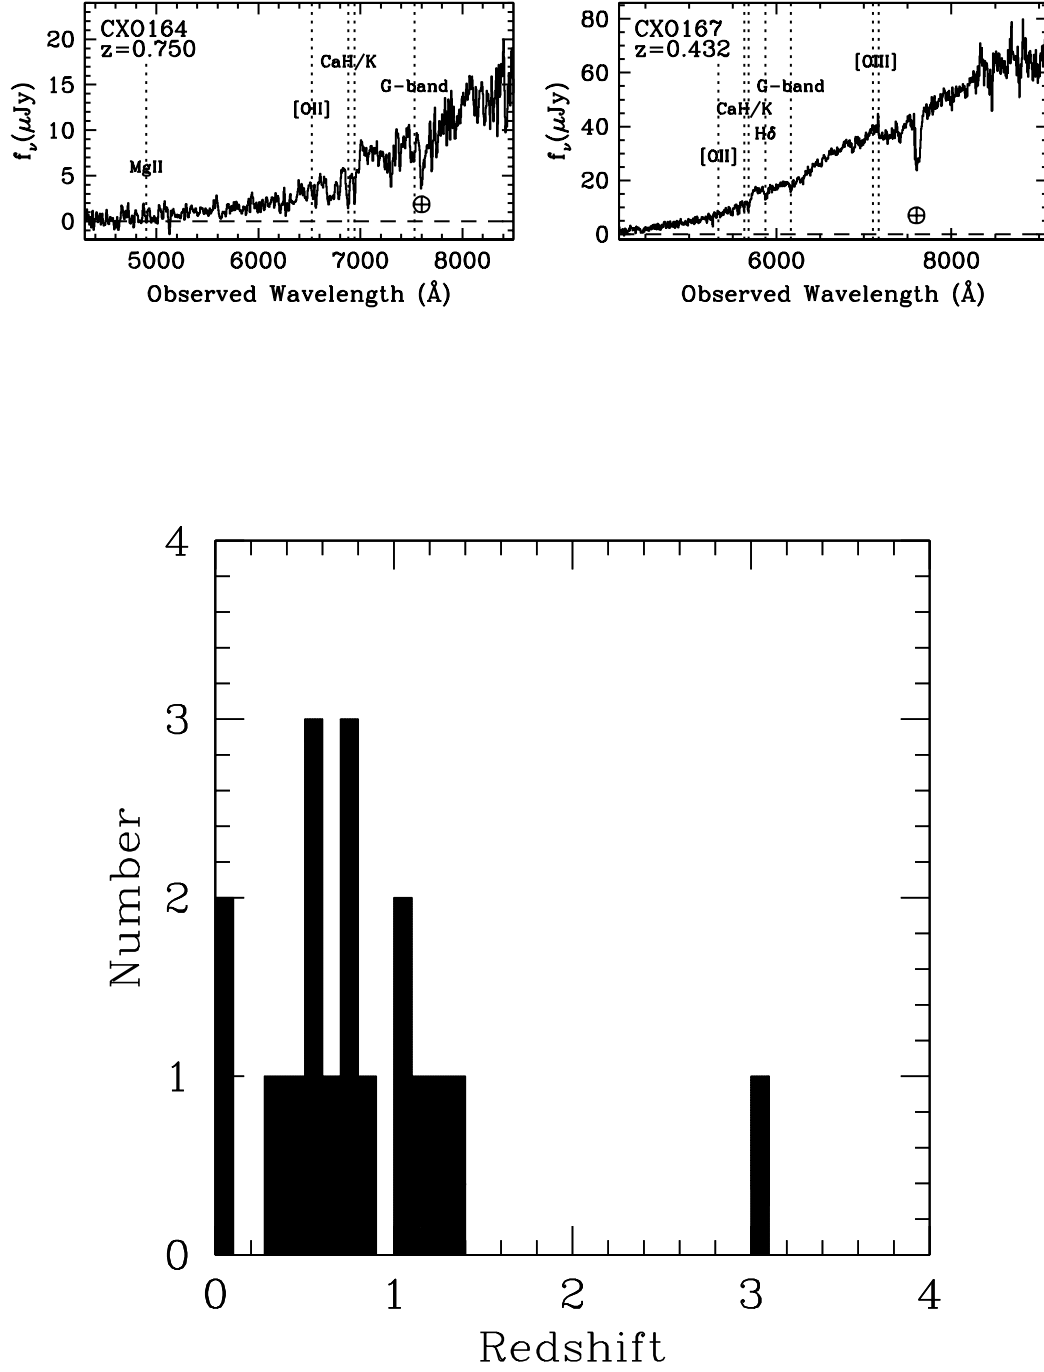 CXO164
z=0.750
CaH/K
G-band
[OII]
MgII
⊕
20
15
10
5
0
f_ν(μJy)
5000 6000 7000 8000
Observed Wavelength (Å)
CXO167
z=0.432
[OIII]
G-band
CaH/K
Hδ
[OII]
⊕
80
60
40
20
0
f_ν(μJy)
6000 8000
Observed Wavelength (Å)
4
3
2
1
0
Number
0 1 2 3 4
Redshift